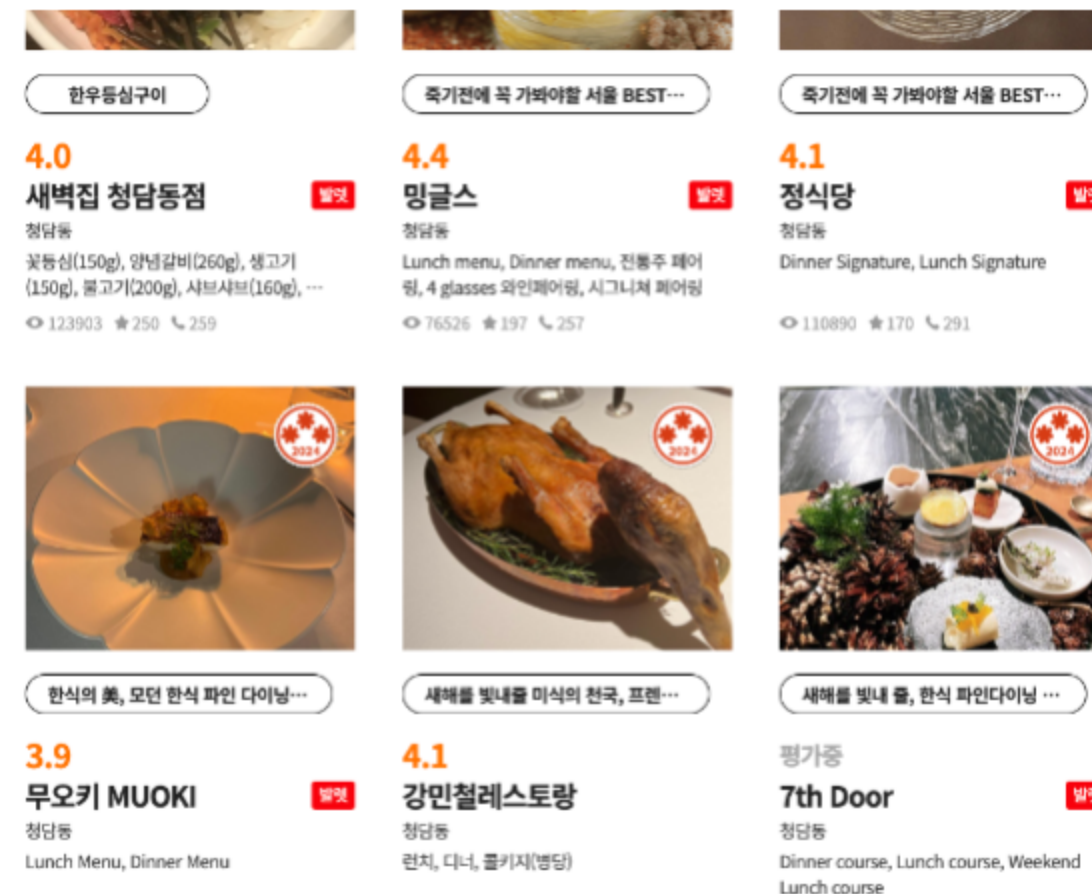 한우등심구이
4.0
새벽집 청담동점
발렛
청담동
꽃등심(150g), 양념갈비(260g), 생고기
(150g), 불고기(200g), 샤브샤브(160g), ···
123903 250 259
죽기전에 꼭 가봐야할 서울 BEST···
4.4
밍글스
발렛
청담동
Lunch menu, Dinner menu, 전통주 페어
링, 4 glasses 와인페어링, 시그니쳐 페어링
76526 197 257
죽기전에 꼭 가봐야할 서울 BEST···
4.1
정식당
발렛
청담동
Dinner Signature, Lunch Signature
110890 170 291
2024
한식의 美, 모던 한식 파인 다이닝···
3.9
무오키 MUOKI
발렛
청담동
Lunch Menu, Dinner Menu
2024
새해를 빛내줄 미식의 천국, 프렌···
4.1
강민철레스토랑
청담동
런치, 디너, 콜키지(병당)
2024
새해를 빛내 줄, 한식 파인다이닝 ···
평가중
7th Door
발렛
청담동
Dinner course, Lunch course, Weekend
Lunch course